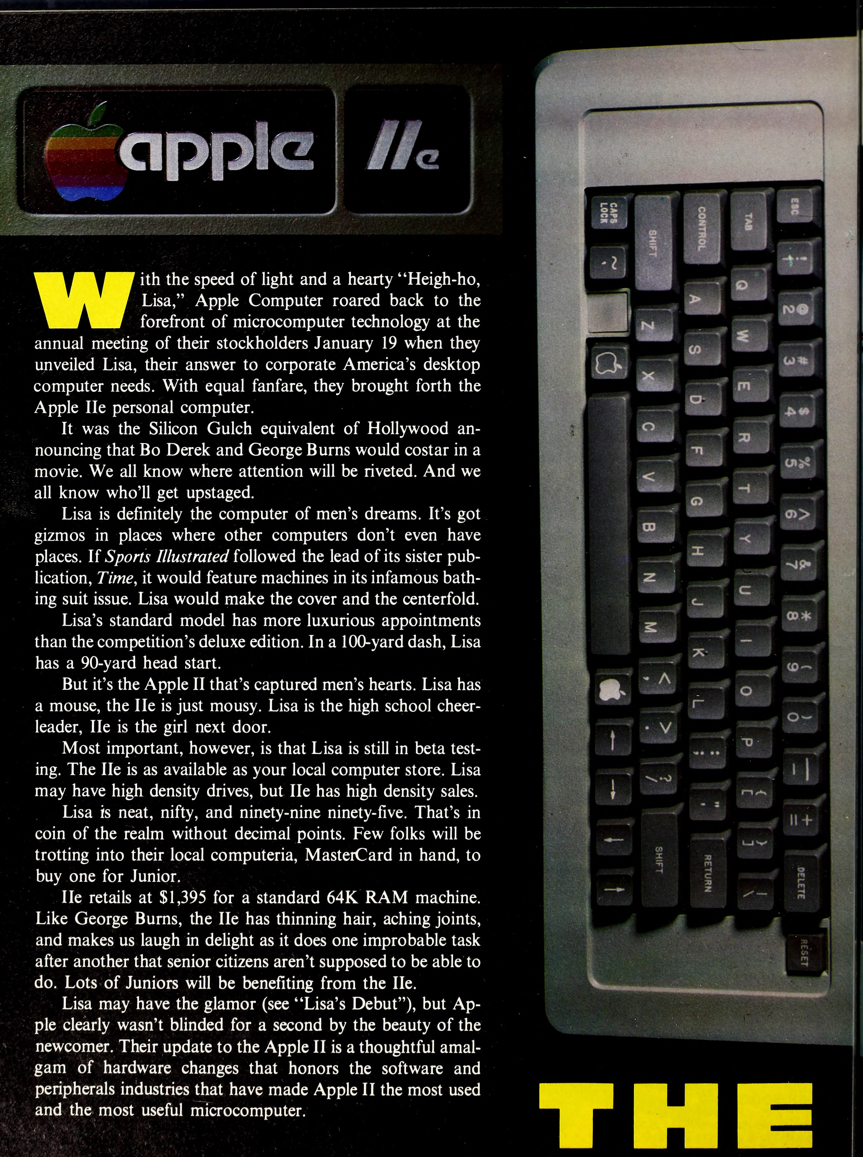 apple
IIe
With the speed of light and a hearty “Heigh-ho,
Lisa,” Apple Computer roared back to the
forefront of microcomputer technology at the
annual meeting of their stockholders January 19 when they
unveiled Lisa, their answer to corporate America’s desktop
computer needs. With equal fanfare, they brought forth the
Apple IIe personal computer.
It was the Silicon Gulch equivalent of Hollywood an-
nouncing that Bo Derek and George Burns would costar in a
movie. We all know where attention will be riveted. And we
all know who’ll get upstaged.
Lisa is definitely the computer of men’s dreams. It’s got
gizmos in places where other computers don’t even have
places. If Sports Illustrated followed the lead of its sister pub-
lication, Time, it would feature machines in its infamous bath-
ing suit issue. Lisa would make the cover and the centerfold.
Lisa’s standard model has more luxurious appointments
than the competition’s deluxe edition. In a 100-yard dash, Lisa
has a 90-yard head start.
But it’s the Apple II that’s captured men’s hearts. Lisa has
a mouse, the IIe is just mousy. Lisa is the high school cheer-
leader, IIe is the girl next door.
Most important, however, is that Lisa is still in beta test-
ing. The IIe is as available as your local computer store. Lisa
may have high density drives, but IIe has high density sales.
Lisa is neat, nifty, and ninety-nine ninety-five. That’s in
coin of the realm without decimal points. Few folks will be
trotting into their local computeria, MasterCard in hand, to
buy one for Junior.
IIe retails at $1,395 for a standard 64K RAM machine.
Like George Burns, the IIe has thinning hair, aching joints,
and makes us laugh in delight as it does one improbable task
after another that senior citizens aren’t supposed to be able to
do. Lots of Juniors will be benefiting from the IIe.
Lisa may have the glamor (see “Lisa’s Debut”), but Ap-
ple clearly wasn’t blinded for a second by the beauty of the
newcomer. Their update to the Apple II is a thoughtful amal-
gam of hardware changes that honors the software and
peripherals industries that have made Apple II the most used
and the most useful microcomputer.
ESC ! 1 @ 2 # 3 $ 4 % 5 ^ 6 & 7 * 8 ( 9 ) 0 _ - + = DELETE
TAB Q W E R T Y U I O P { [ } ] | \
CONTROL A S D F G H J K L : ; " ' RETURN
SHIFT Z X C V B N M < , > . ? / SHIFT
CAPS LOCK ~ ` ← → ↓ ↑
RESET
THE